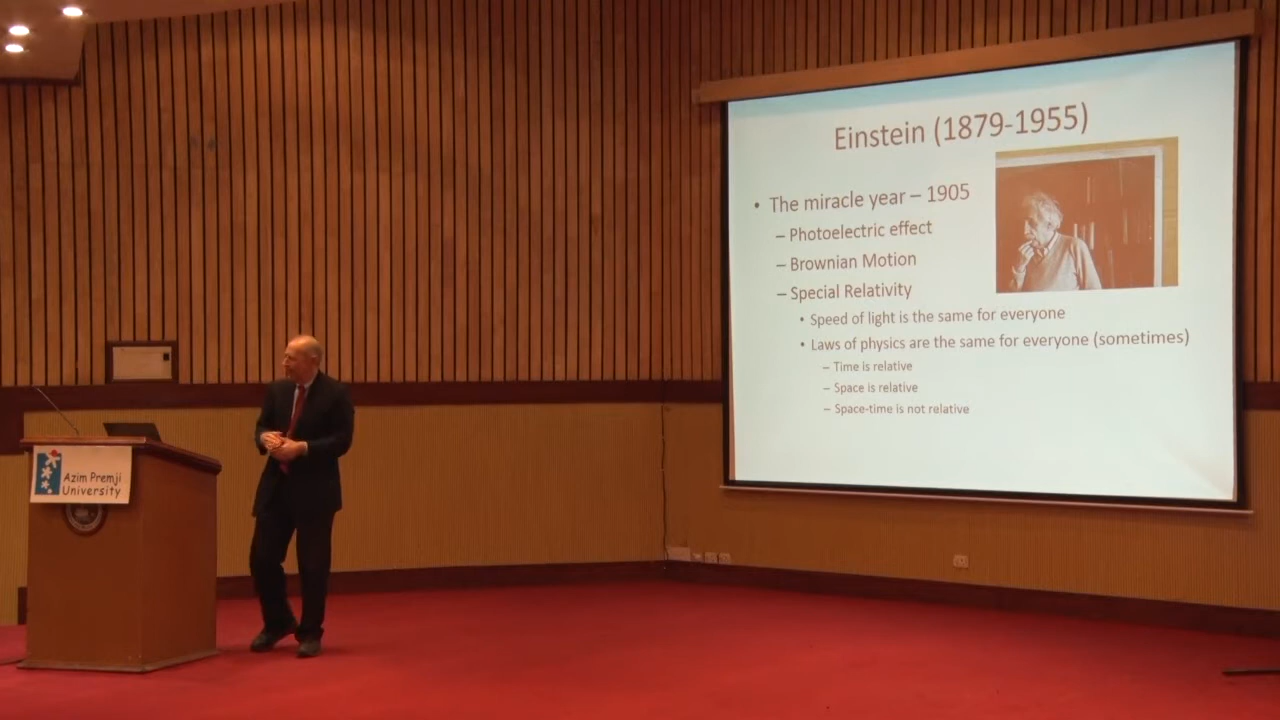 Einstein (1879-1955)
• The miracle year – 1905
– Photoelectric effect
– Brownian Motion
– Special Relativity
• Speed of light is the same for everyone
• Laws of physics are the same for everyone (sometimes)
– Time is relative
– Space is relative
– Space-time is not relative
Azim Premji
University